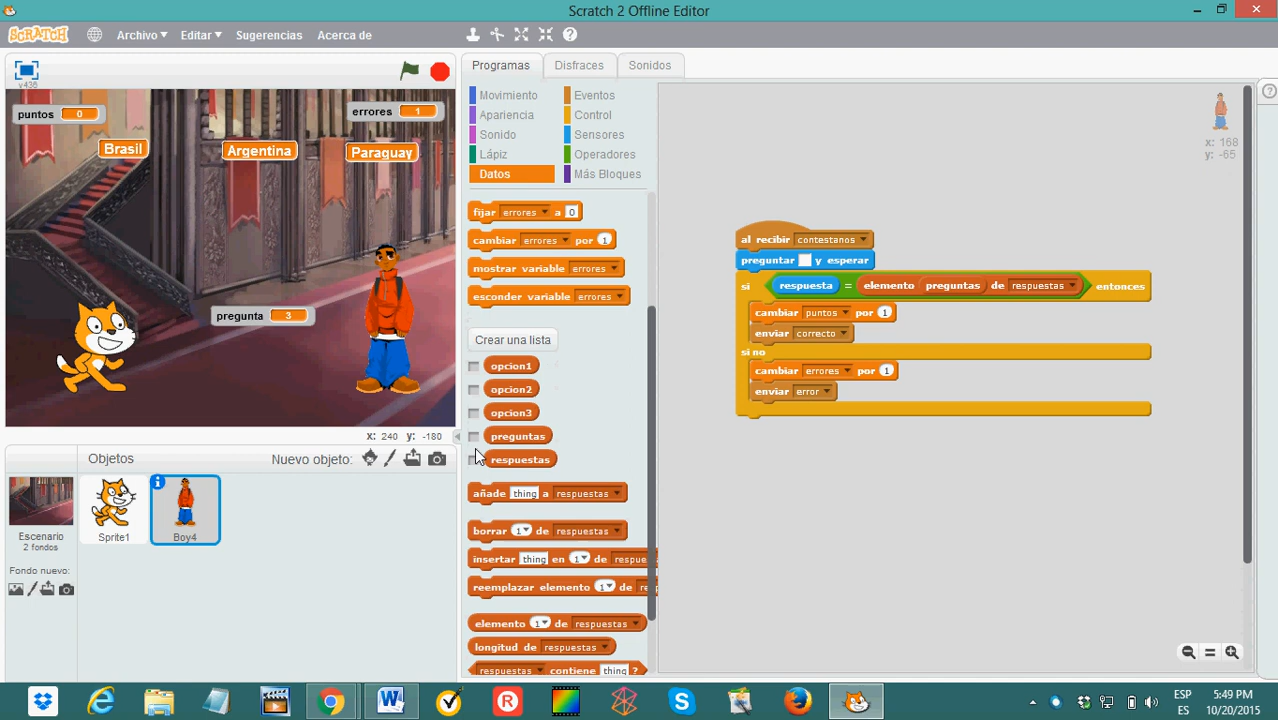 Scratch 2 Offline Editor
SCRATCH Archivo Editar Sugerencias Acerca de
v436
puntos 0
errores 1
Brasil
Argentina
Paraguay
pregunta 3
x: 240 y: -180
Objetos
Nuevo objeto:
Escenario
2 fondos
Sprite1
Boy4
Fondo nuevo:
Programas Disfraces Sonidos
Movimiento Eventos
Apariencia Control
Sonido Sensores
Lápiz Operadores
Datos Más Bloques
fijar errores a 0
cambiar errores por 1
mostrar variable errores
esconder variable errores
Crear una lista
opcion1
opcion2
opcion3
preguntas
respuestas
añade thing a respuestas
borrar 1 de respuestas
insertar thing en 1 de respue
reemplazar elemento 1 de re
elemento 1 de respuestas
longitud de respuestas
respuestas contiene thing ?
x: 168
y: -65
al recibir contestanos
preguntar y esperar
si respuesta = elemento preguntas de respuestas entonces
cambiar puntos por 1
enviar correcto
si no
cambiar errores por 1
enviar error
ESP 5:49 PM
ES 10/20/2015